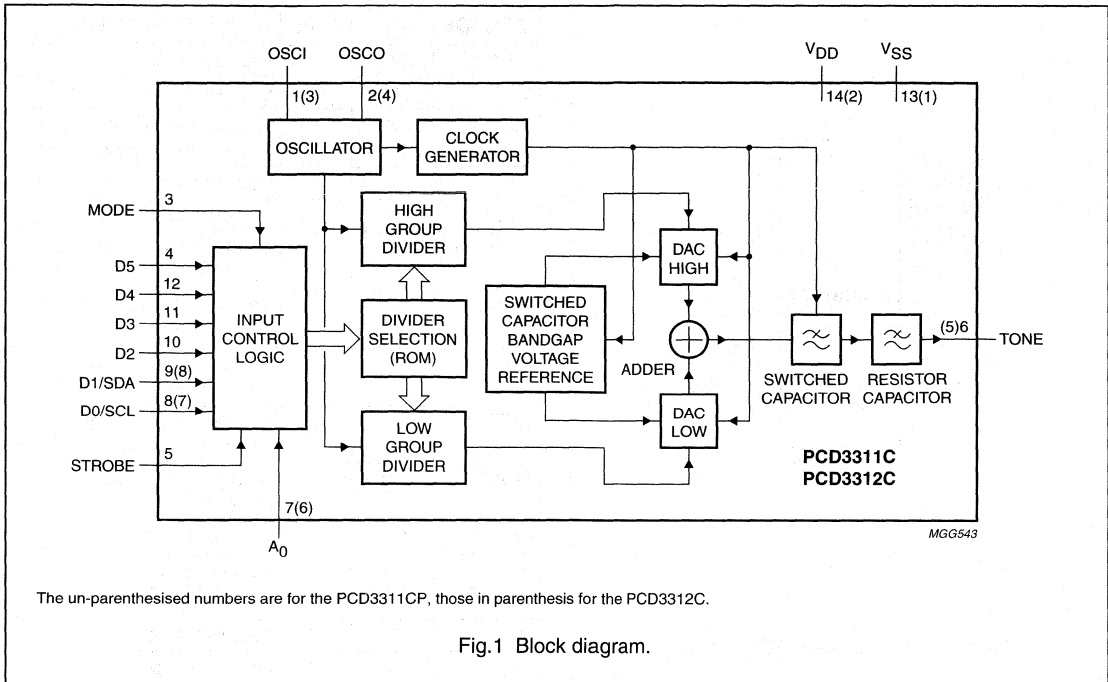 OSCI
OSCO
VDD
VSS
1(3)
2(4)
14(2)
13(1)
OSCILLATOR
CLOCK
GENERATOR
MODE
3
HIGH
GROUP
DIVIDER
D5
4
D4
12
D3
11
D2
10
D1/SDA
9(8)
D0/SCL
8(7)
STROBE
5
INPUT
CONTROL
LOGIC
DIVIDER
SELECTION
(ROM)
LOW
GROUP
DIVIDER
SWITCHED
CAPACITOR
BANDGAP
VOLTAGE
REFERENCE
DAC
HIGH
ADDER
DAC
LOW
SWITCHED
CAPACITOR
RESISTOR
CAPACITOR
(5)6
TONE
PCD3311C
PCD3312C
7(6)
A0
MGG543
The un-parenthesised numbers are for the PCD3311CP, those in parenthesis for the PCD3312C.
Fig.1 Block diagram.